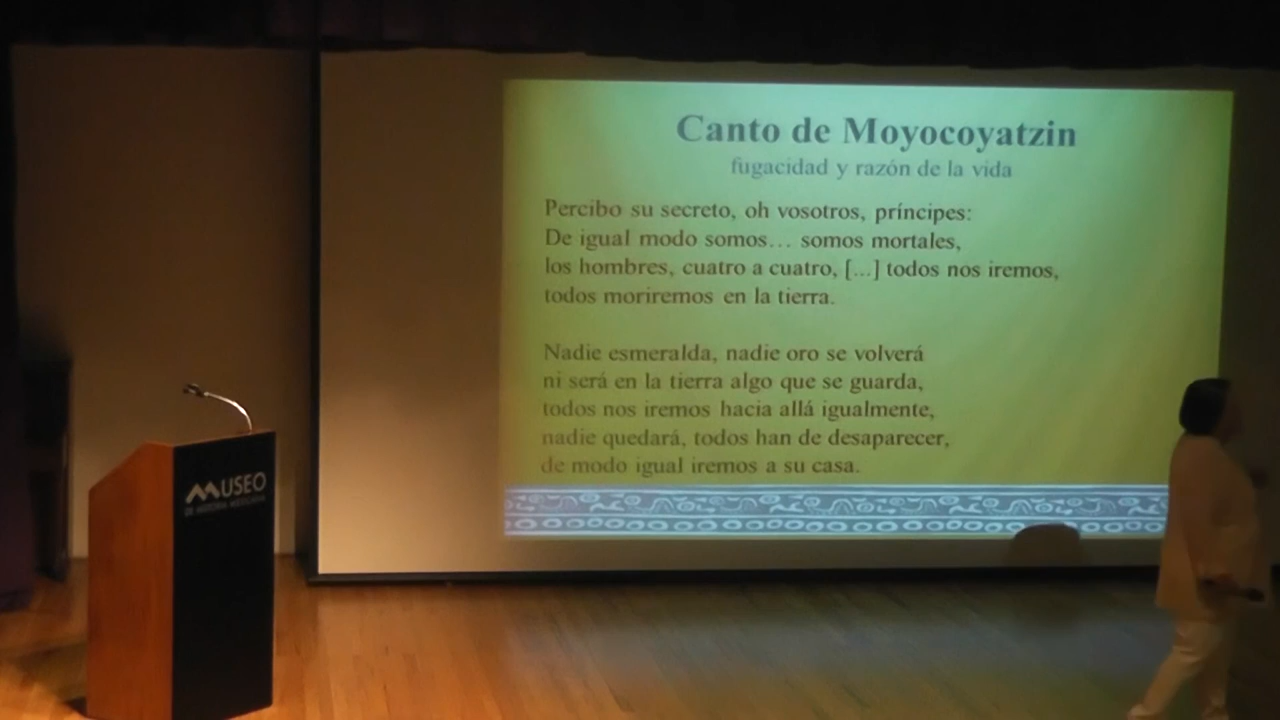 Canto de Moyocoyatzin
fugacidad y razón de la vida
Percibo su secreto, oh vosotros, príncipes:
De igual modo somos… somos mortales,
los hombres, cuatro a cuatro, [...] todos nos iremos,
todos moriremos en la tierra.
Nadie esmeralda, nadie oro se volverá
ni será en la tierra algo que se guarda,
todos nos iremos hacia allá igualmente,
nadie quedará, todos han de desaparecer,
de modo igual iremos a su casa.
MUSEO
DE HISTORIA MEXICANA